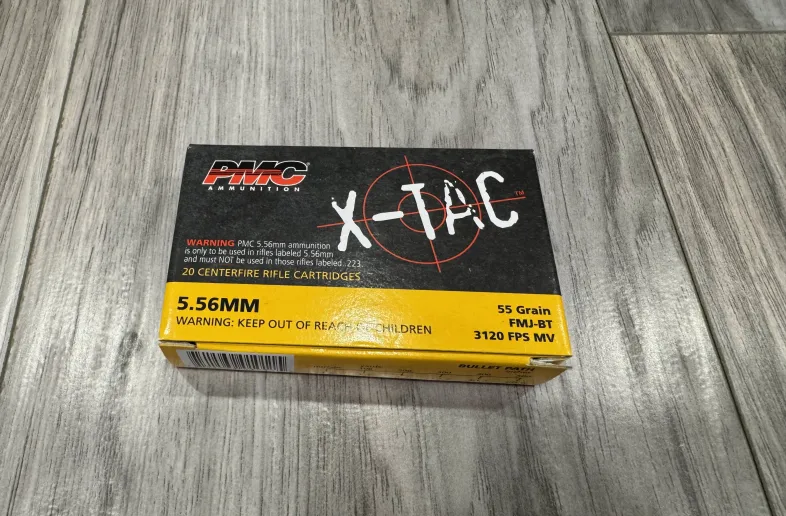 PMC®
AMMUNITION
X-TAC™
WARNING PMC 5.56mm ammunition
is only to be used in rifles labeled 5.56mm
and must NOT be used in those rifles labeled .223.
20 CENTERFIRE RIFLE CARTRIDGES
5.56MM
WARNING: KEEP OUT OF REACH OF CHILDREN
55 Grain
FMJ-BT
3120 FPS MV
BULLET PATH